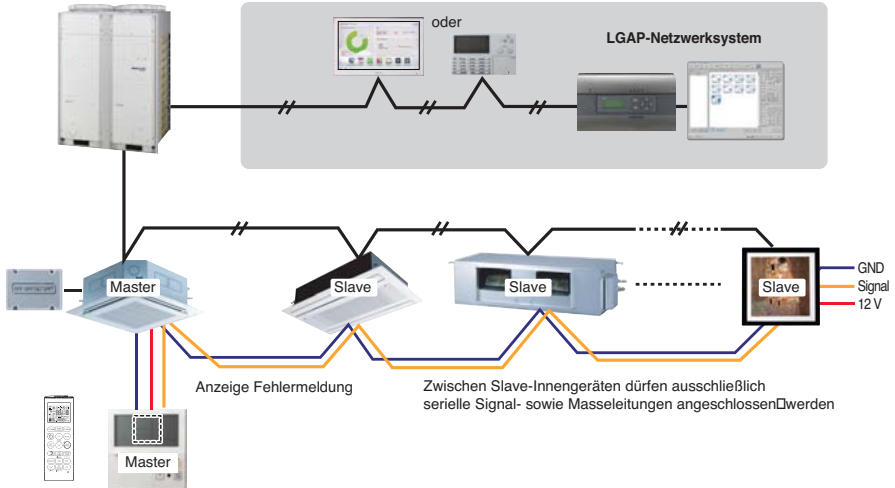 oder
LGAP-Netzwerksystem
Master
Slave
Slave
Slave
GND
Signal
12 V
Anzeige Fehlermeldung
Zwischen Slave-Innengeräten dürfen ausschließlich
serielle Signal- sowie Masseleitungen angeschlossen□werden
Master